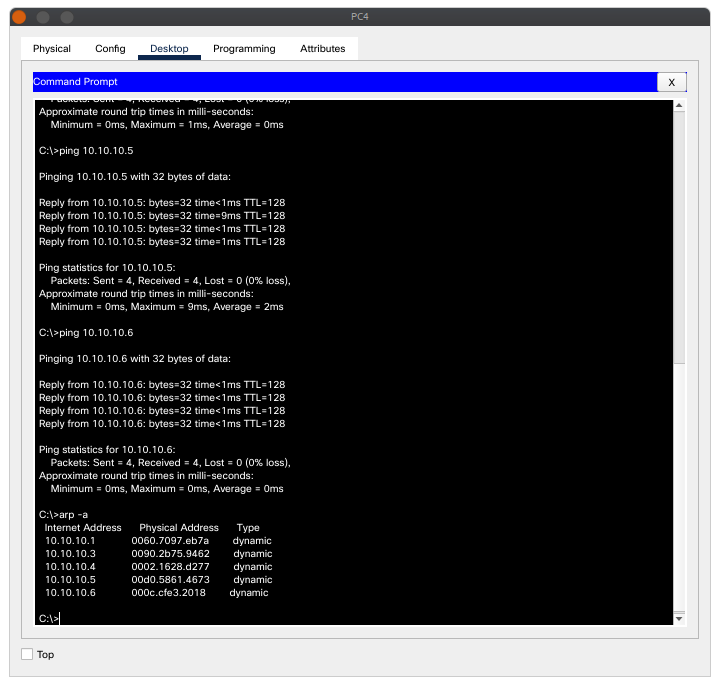 PC4
Physical Config Desktop Programming Attributes
Command Prompt X
Packets: Sent = 4, Received = 4, Lost = 0 (0% loss),
Approximate round trip times in milli-seconds:
Minimum = 0ms, Maximum = 1ms, Average = 0ms
C:\>ping 10.10.10.5
Pinging 10.10.10.5 with 32 bytes of data:
Reply from 10.10.10.5: bytes=32 time<1ms TTL=128
Reply from 10.10.10.5: bytes=32 time=9ms TTL=128
Reply from 10.10.10.5: bytes=32 time<1ms TTL=128
Reply from 10.10.10.5: bytes=32 time=1ms TTL=128
Ping statistics for 10.10.10.5:
Packets: Sent = 4, Received = 4, Lost = 0 (0% loss),
Approximate round trip times in milli-seconds:
Minimum = 0ms, Maximum = 9ms, Average = 2ms
C:\>ping 10.10.10.6
Pinging 10.10.10.6 with 32 bytes of data:
Reply from 10.10.10.6: bytes=32 time<1ms TTL=128
Reply from 10.10.10.6: bytes=32 time<1ms TTL=128
Reply from 10.10.10.6: bytes=32 time<1ms TTL=128
Reply from 10.10.10.6: bytes=32 time<1ms TTL=128
Ping statistics for 10.10.10.6:
Packets: Sent = 4, Received = 4, Lost = 0 (0% loss),
Approximate round trip times in milli-seconds:
Minimum = 0ms, Maximum = 0ms, Average = 0ms
C:\>arp -a
Internet Address Physical Address Type
10.10.10.1 0060.7097.eb7a dynamic
10.10.10.3 0090.2b75.9462 dynamic
10.10.10.4 0002.1628.d277 dynamic
10.10.10.5 00d0.5861.4673 dynamic
10.10.10.6 000c.cfe3.2018 dynamic
C:\>
Top